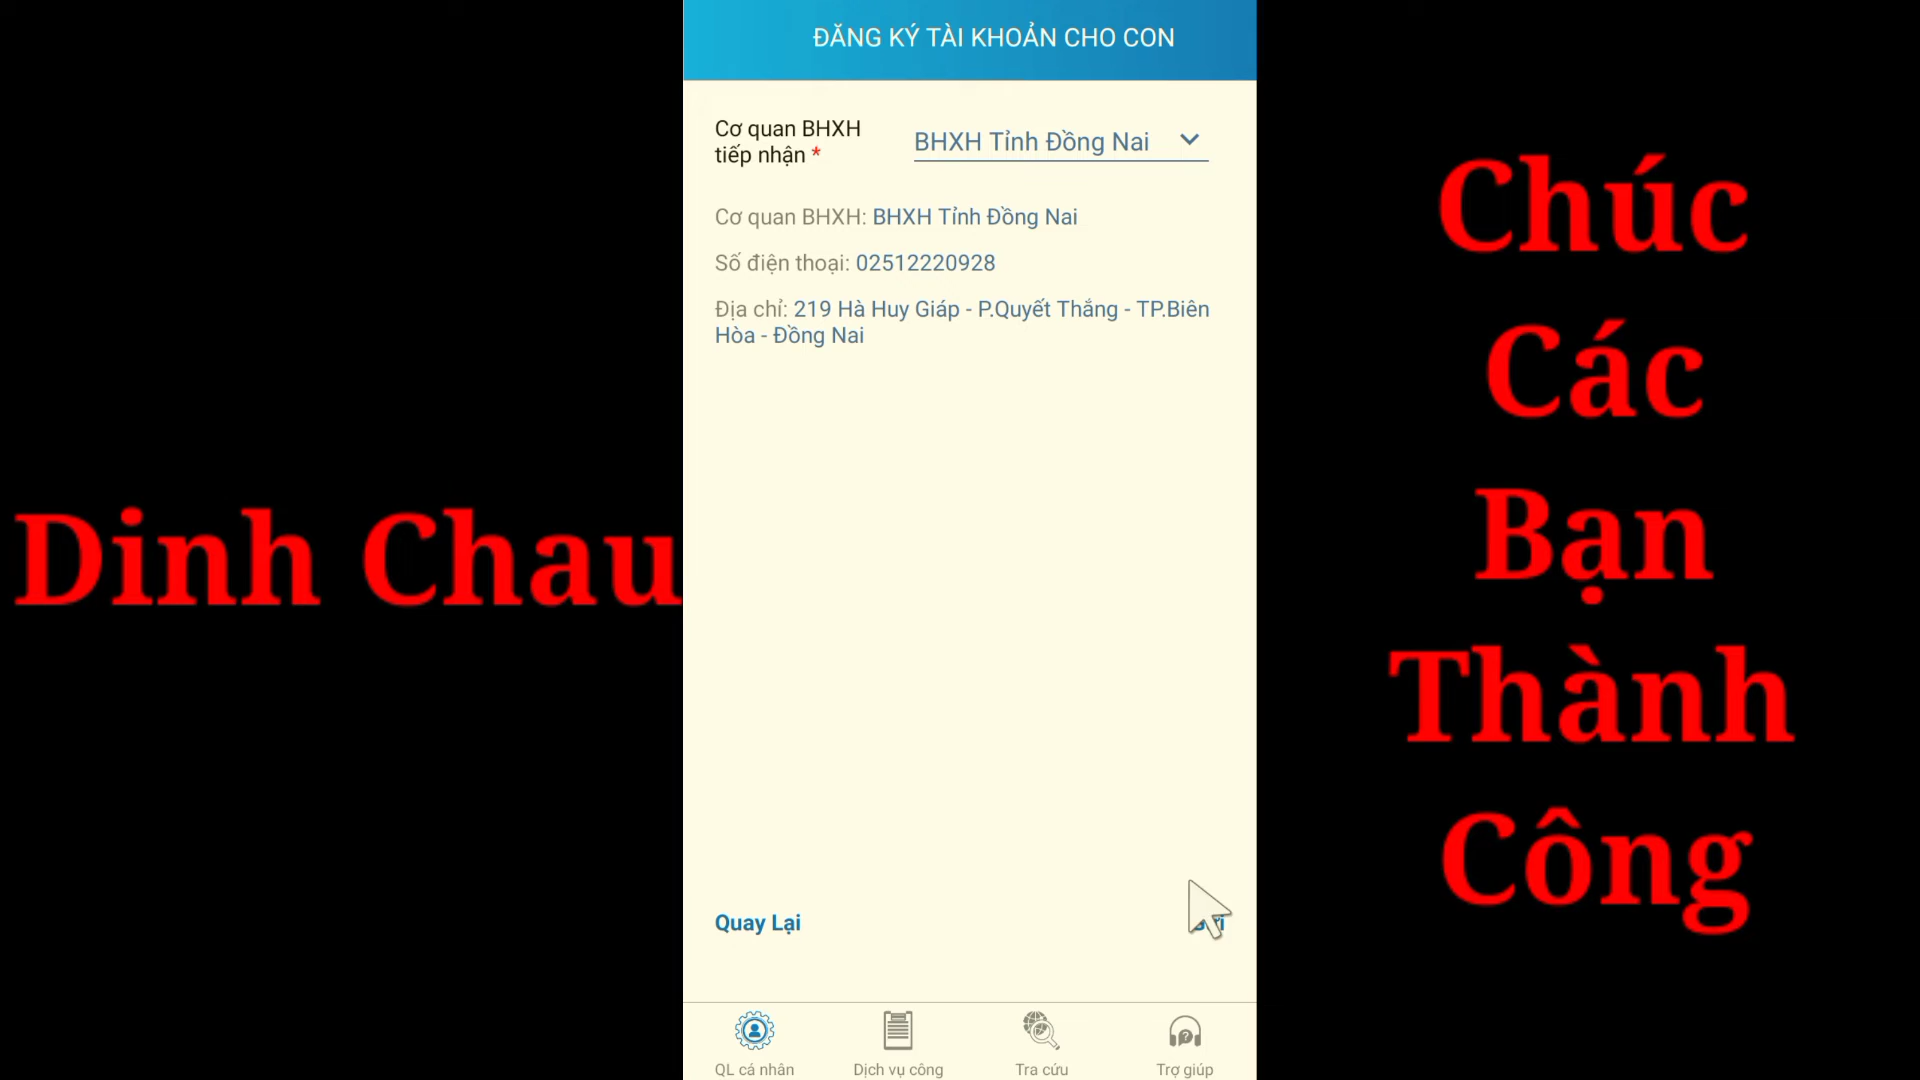 ĐĂNG KÝ TÀI KHOẢN CHO CON
Cơ quan BHXH
tiếp nhận *
BHXH Tỉnh Đồng Nai
Cơ quan BHXH: BHXH Tỉnh Đồng Nai
Số điện thoại: 02512220928
Địa chỉ: 219 Hà Huy Giáp - P.Quyết Thắng - TP.Biên
Hòa - Đồng Nai
Quay Lại
QL cá nhân
Dịch vụ công
Tra cứu
Trợ giúp
Dinh Chau
Chúc
Các
Bạn
Thành
Công